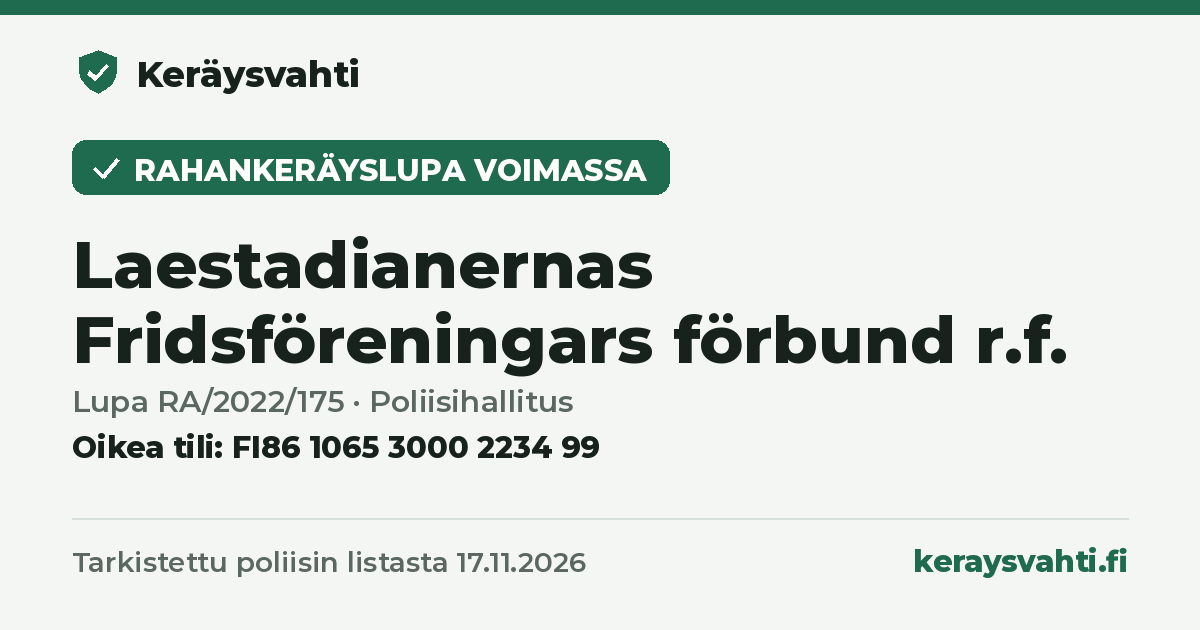 Keräysvahti
RAHANKERÄYSLUPA VOIMASSA
Laestadianernas
Fridsföreningars förbund r.f.
Lupa RA/2022/175 · Poliisihallitus
Oikea tili: FI86 1065 3000 2234 99
Tarkistettu poliisin listasta 17.11.2026
keraysvahti.fi